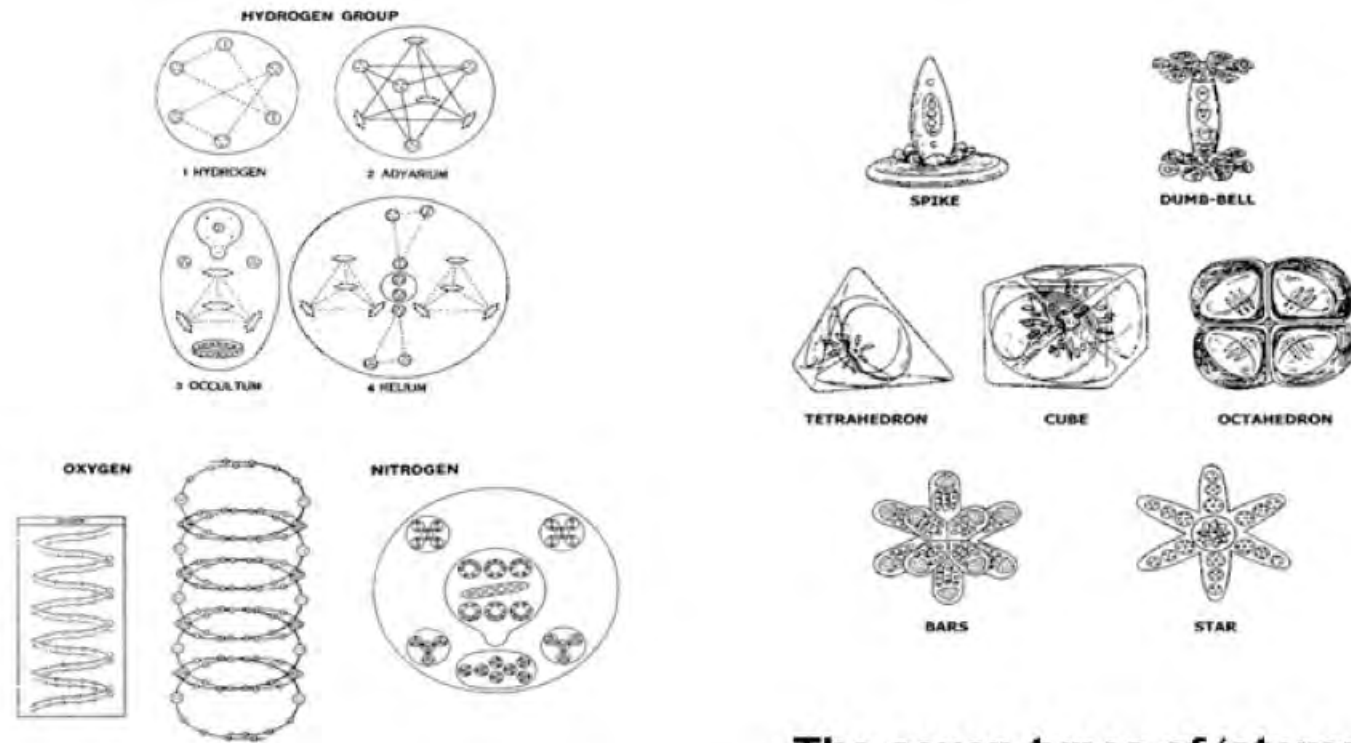 HYDROGEN GROUP
1 HYDROGEN
2 ADYARIUM
3 OCCULTUM
4 HELIUM
OXYGEN
NITROGEN
SPIKE
DUMB-BELL
TETRAHEDRON
CUBE
OCTAHEDRON
BARS
STAR